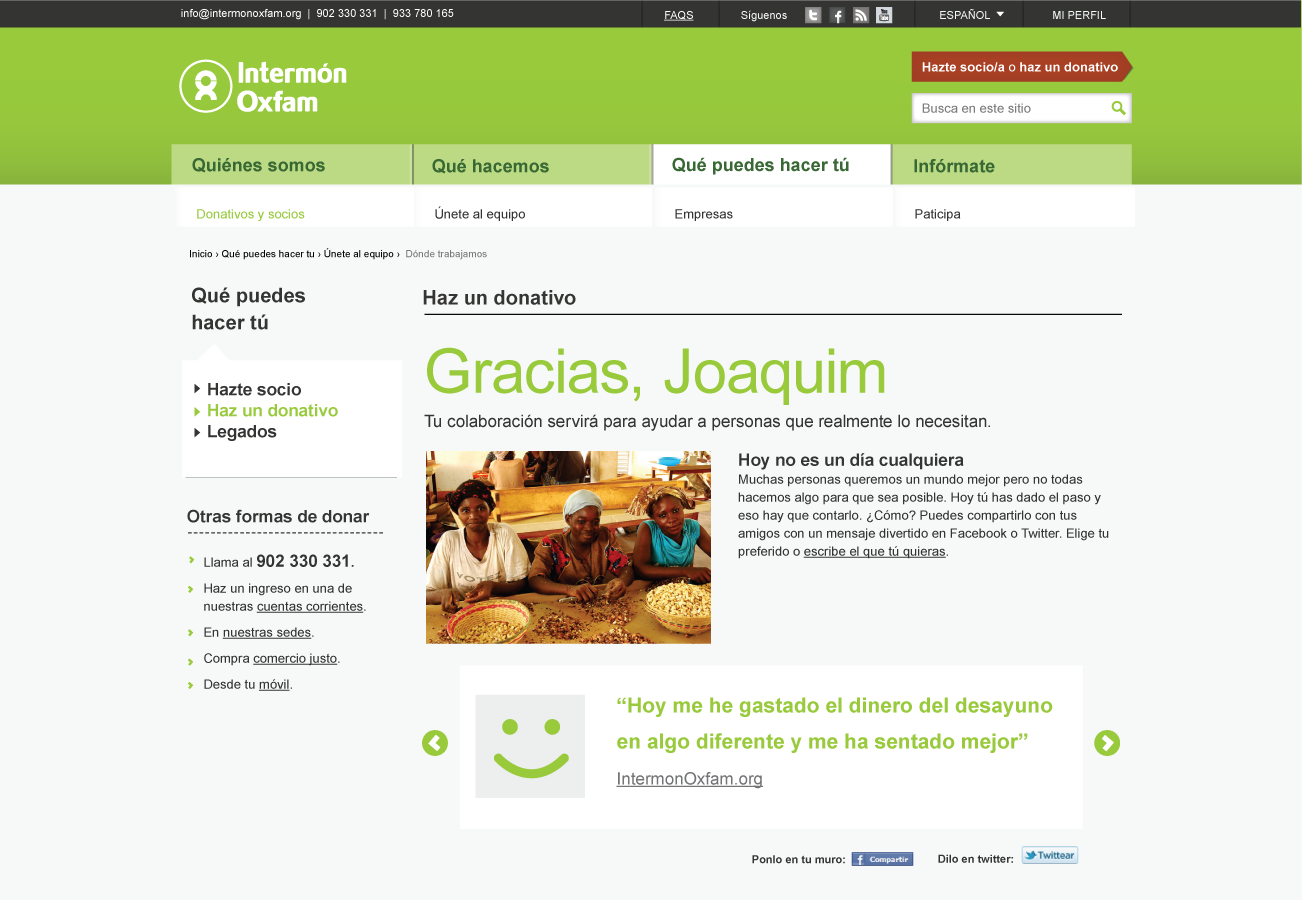 info@intermonoxfam.org | 902 330 331 | 933 780 165
FAQS
Síguenos
ESPAÑOL
MI PERFIL
Intermón
Oxfam
Hazte socio/a o haz un donativo
Busca en este sitio
Quiénes somos
Qué hacemos
Qué puedes hacer tú
Infórmate
Donativos y socios
Únete al equipo
Empresas
Paticipa
Inicio › Qué puedes hacer tu › Únete al equipo › Dónde trabajamos
Qué puedes
hacer tú
Hazte socio
Haz un donativo
Legados
Otras formas de donar
Llama al 902 330 331.
Haz un ingreso en una de
nuestras cuentas corrientes.
En nuestras sedes.
Compra comercio justo.
Desde tu móvil.
Haz un donativo
Gracias, Joaquim
Tu colaboración servirá para ayudar a personas que realmente lo necesitan.
Hoy no es un día cualquiera
Muchas personas queremos un mundo mejor pero no todas
hacemos algo para que sea posible. Hoy tú has dado el paso y
eso hay que contarlo. ¿Cómo? Puedes compartirlo con tus
amigos con un mensaje divertido en Facebook o Twitter. Elige tu
preferido o escribe el que tú quieras.
“Hoy me he gastado el dinero del desayuno
en algo diferente y me ha sentado mejor”
IntermonOxfam.org
Ponlo en tu muro:
Compartir
Dilo en twitter:
Twittear